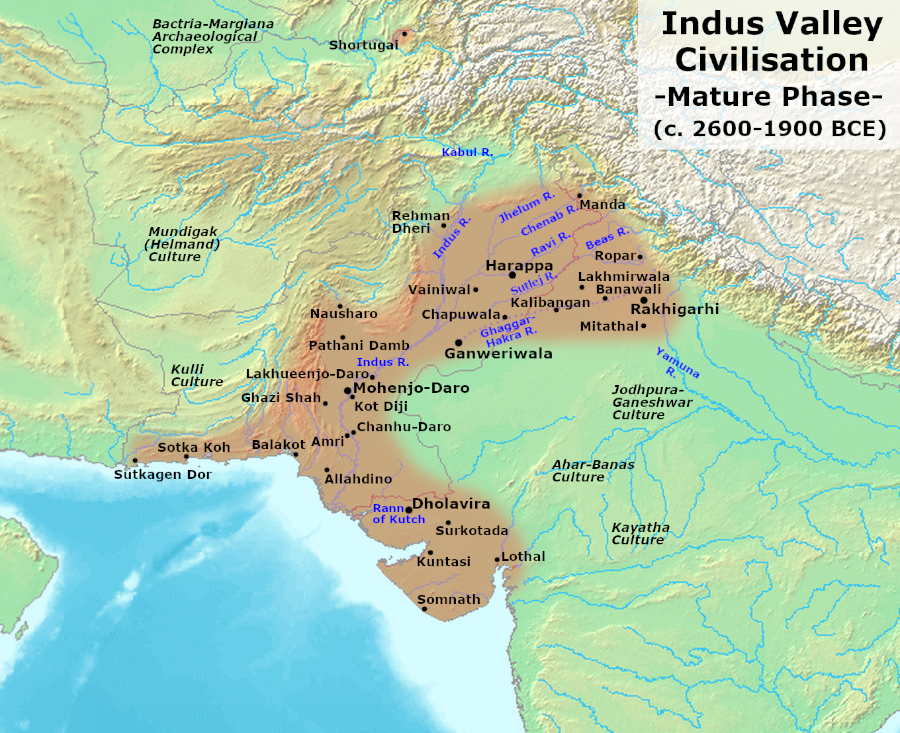 Indus Valley
Civilisation
-Mature Phase-
(c. 2600-1900 BCE)
Bactria-Margiana
Archaeological
Complex
Shortugai
Kabul R.
Manda
Jhelum R.
Rehman
Dheri
Chenab R.
Indus R.
Ravi R.
Beas R.
Mundigak
(Helmand)
Culture
Ropar
Harappa
Lakhmirwala
Sutlej R.
Vainiwal
Banawali
Kalibangan
Rakhigarhi
Nausharo
Chapuwala
Mitathal
Ghaggar-
Hakra R.
Pathani Damb
Ganweriwala
Indus R.
Yamuna
R.
Kulli
Culture
Lakhueenjo-Daro
Mohenjo-Daro
Jodhpura-
Ganeshwar
Culture
Ghazi Shah
Kot Diji
Chanhu-Daro
Amri
Balakot
Sotka Koh
Sutkagen Dor
Allahdino
Ahar-Banas
Culture
Dholavira
Rann
of Kutch
Surkotada
Kayatha
Culture
Lothal
Kuntasi
Somnath